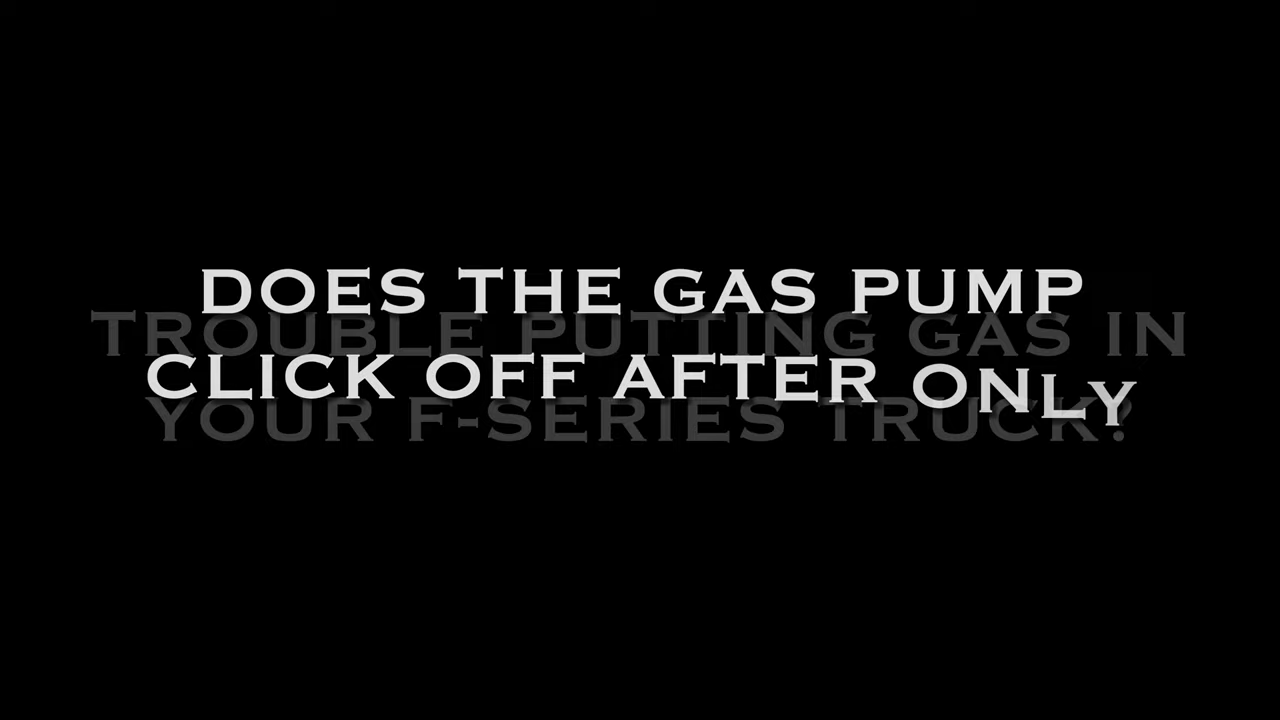 DOES THE GAS PUMP
TROUBLE PUTTING GAS IN
CLICK OFF AFTER ONLY
YOUR F-SERIES TRUCK?